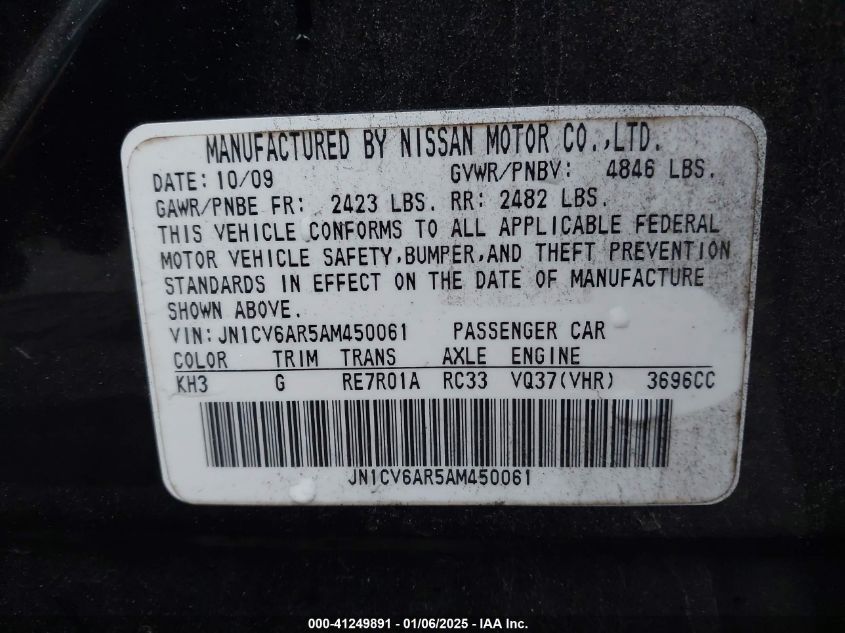 MANUFACTURED BY NISSAN MOTOR CO.,LTD.
DATE: 10/09 GVWR/PNBV: 4846 LBS.
GAWR/PNBE FR: 2423 LBS. RR: 2482 LBS.
THIS VEHICLE CONFORMS TO ALL APPLICABLE FEDERAL
MOTOR VEHICLE SAFETY,BUMPER,AND THEFT PREVENTION
STANDARDS IN EFFECT ON THE DATE OF MANUFACTURE
SHOWN ABOVE.
VIN: JN1CV6AR5AM450061 PASSENGER CAR
COLOR TRIM TRANS AXLE ENGINE
KH3 G RE7R01A RC33 VQ37(VHR) 3696CC
JN1CV6AR5AM450061
000-41249891 - 01/06/2025 - IAA Inc.